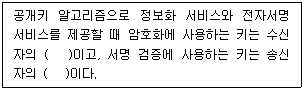 공개키 알고리즘으로 정보화 서비스와 전자서명
서비스를 제공할 때 암호화에 사용하는 키는 수신
자의 (   )이고, 서명 검증에 사용하는 키는 송신
자의 (   )이다.